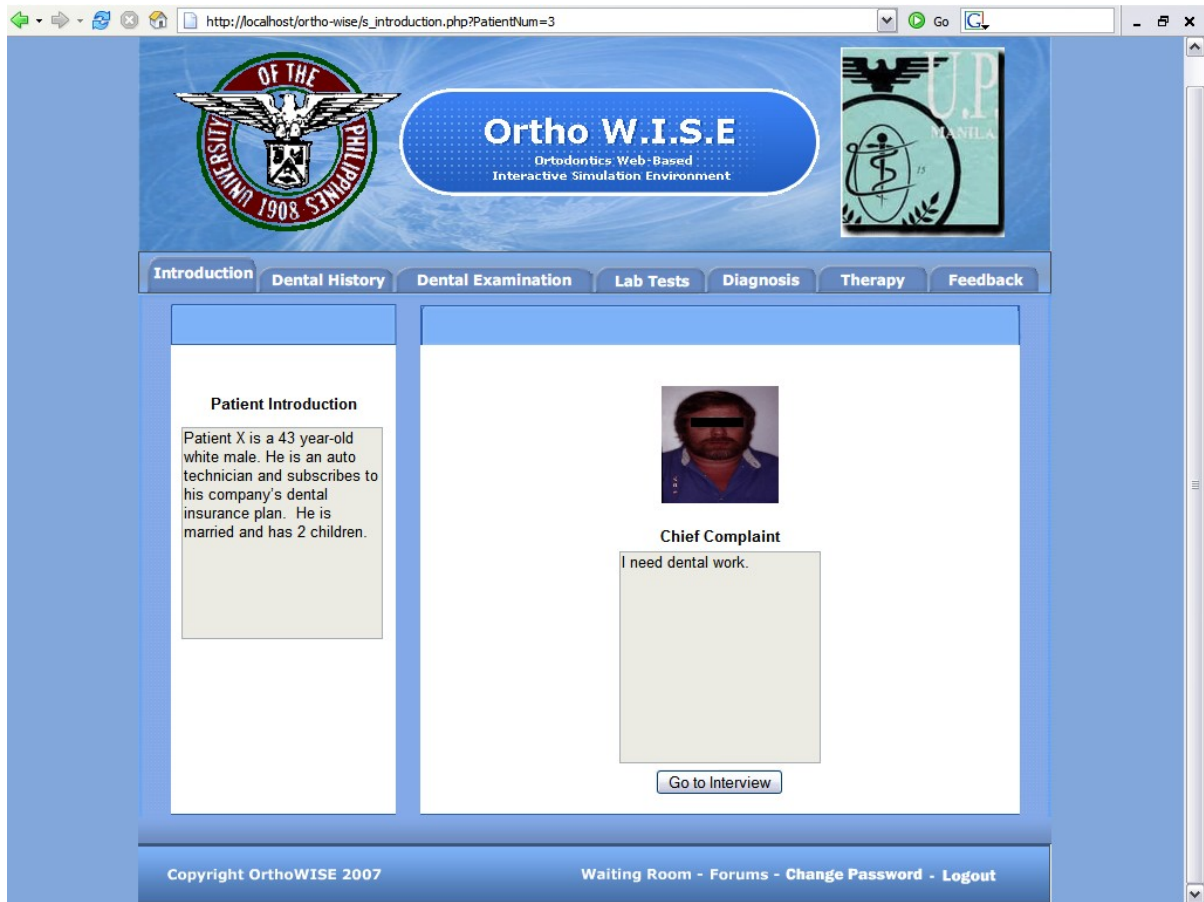 http://localhost/ortho-wise/s_introduction.php?PatientNum=3
Go
G
OF THE
UNIVERSITY
PHILIPPINES
1908
Ortho W.I.S.E
Ortodontics Web-Based
Interactive Simulation Environment
U.P.
MANILA
15
Introduction
Dental History
Dental Examination
Lab Tests
Diagnosis
Therapy
Feedback
Patient Introduction
Patient X is a 43 year-old
white male. He is an auto
technician and subscribes to
his company's dental
insurance plan. He is
married and has 2 children.
Chief Complaint
I need dental work.
Go to Interview
Copyright OrthoWISE 2007
Waiting Room - Forums - Change Password - Logout